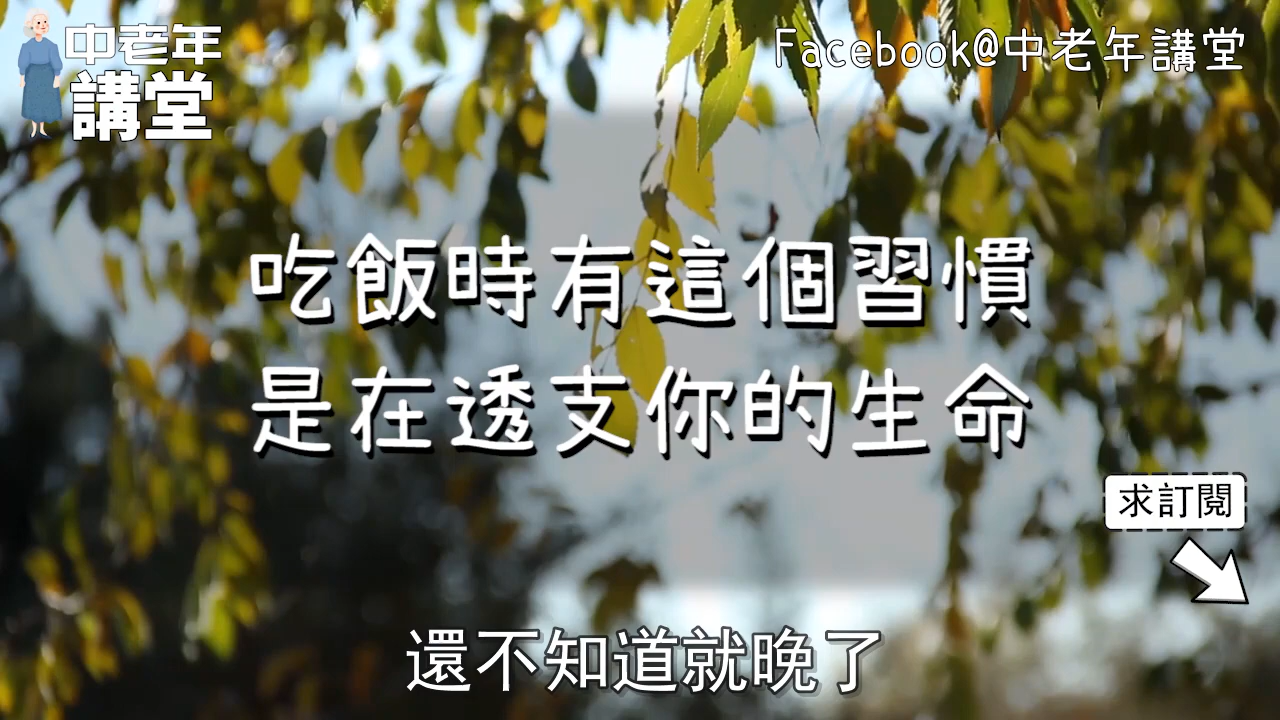 中老年
講堂
Facebook@中老年講堂
吃飯時有這個習慣
是在透支你的生命
求訂閱
還不知道就晚了